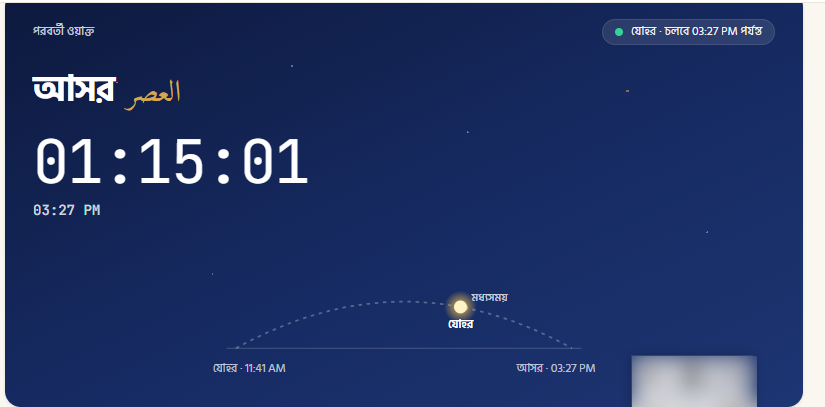 পরবর্তী ওয়াক্ত
যোহর · চলবে 03:27 PM পর্যন্ত
আসর العصر
01:15:01
03:27 PM
মধ্যসময়
যোহর
যোহর · 11:41 AM
আসর · 03:27 PM